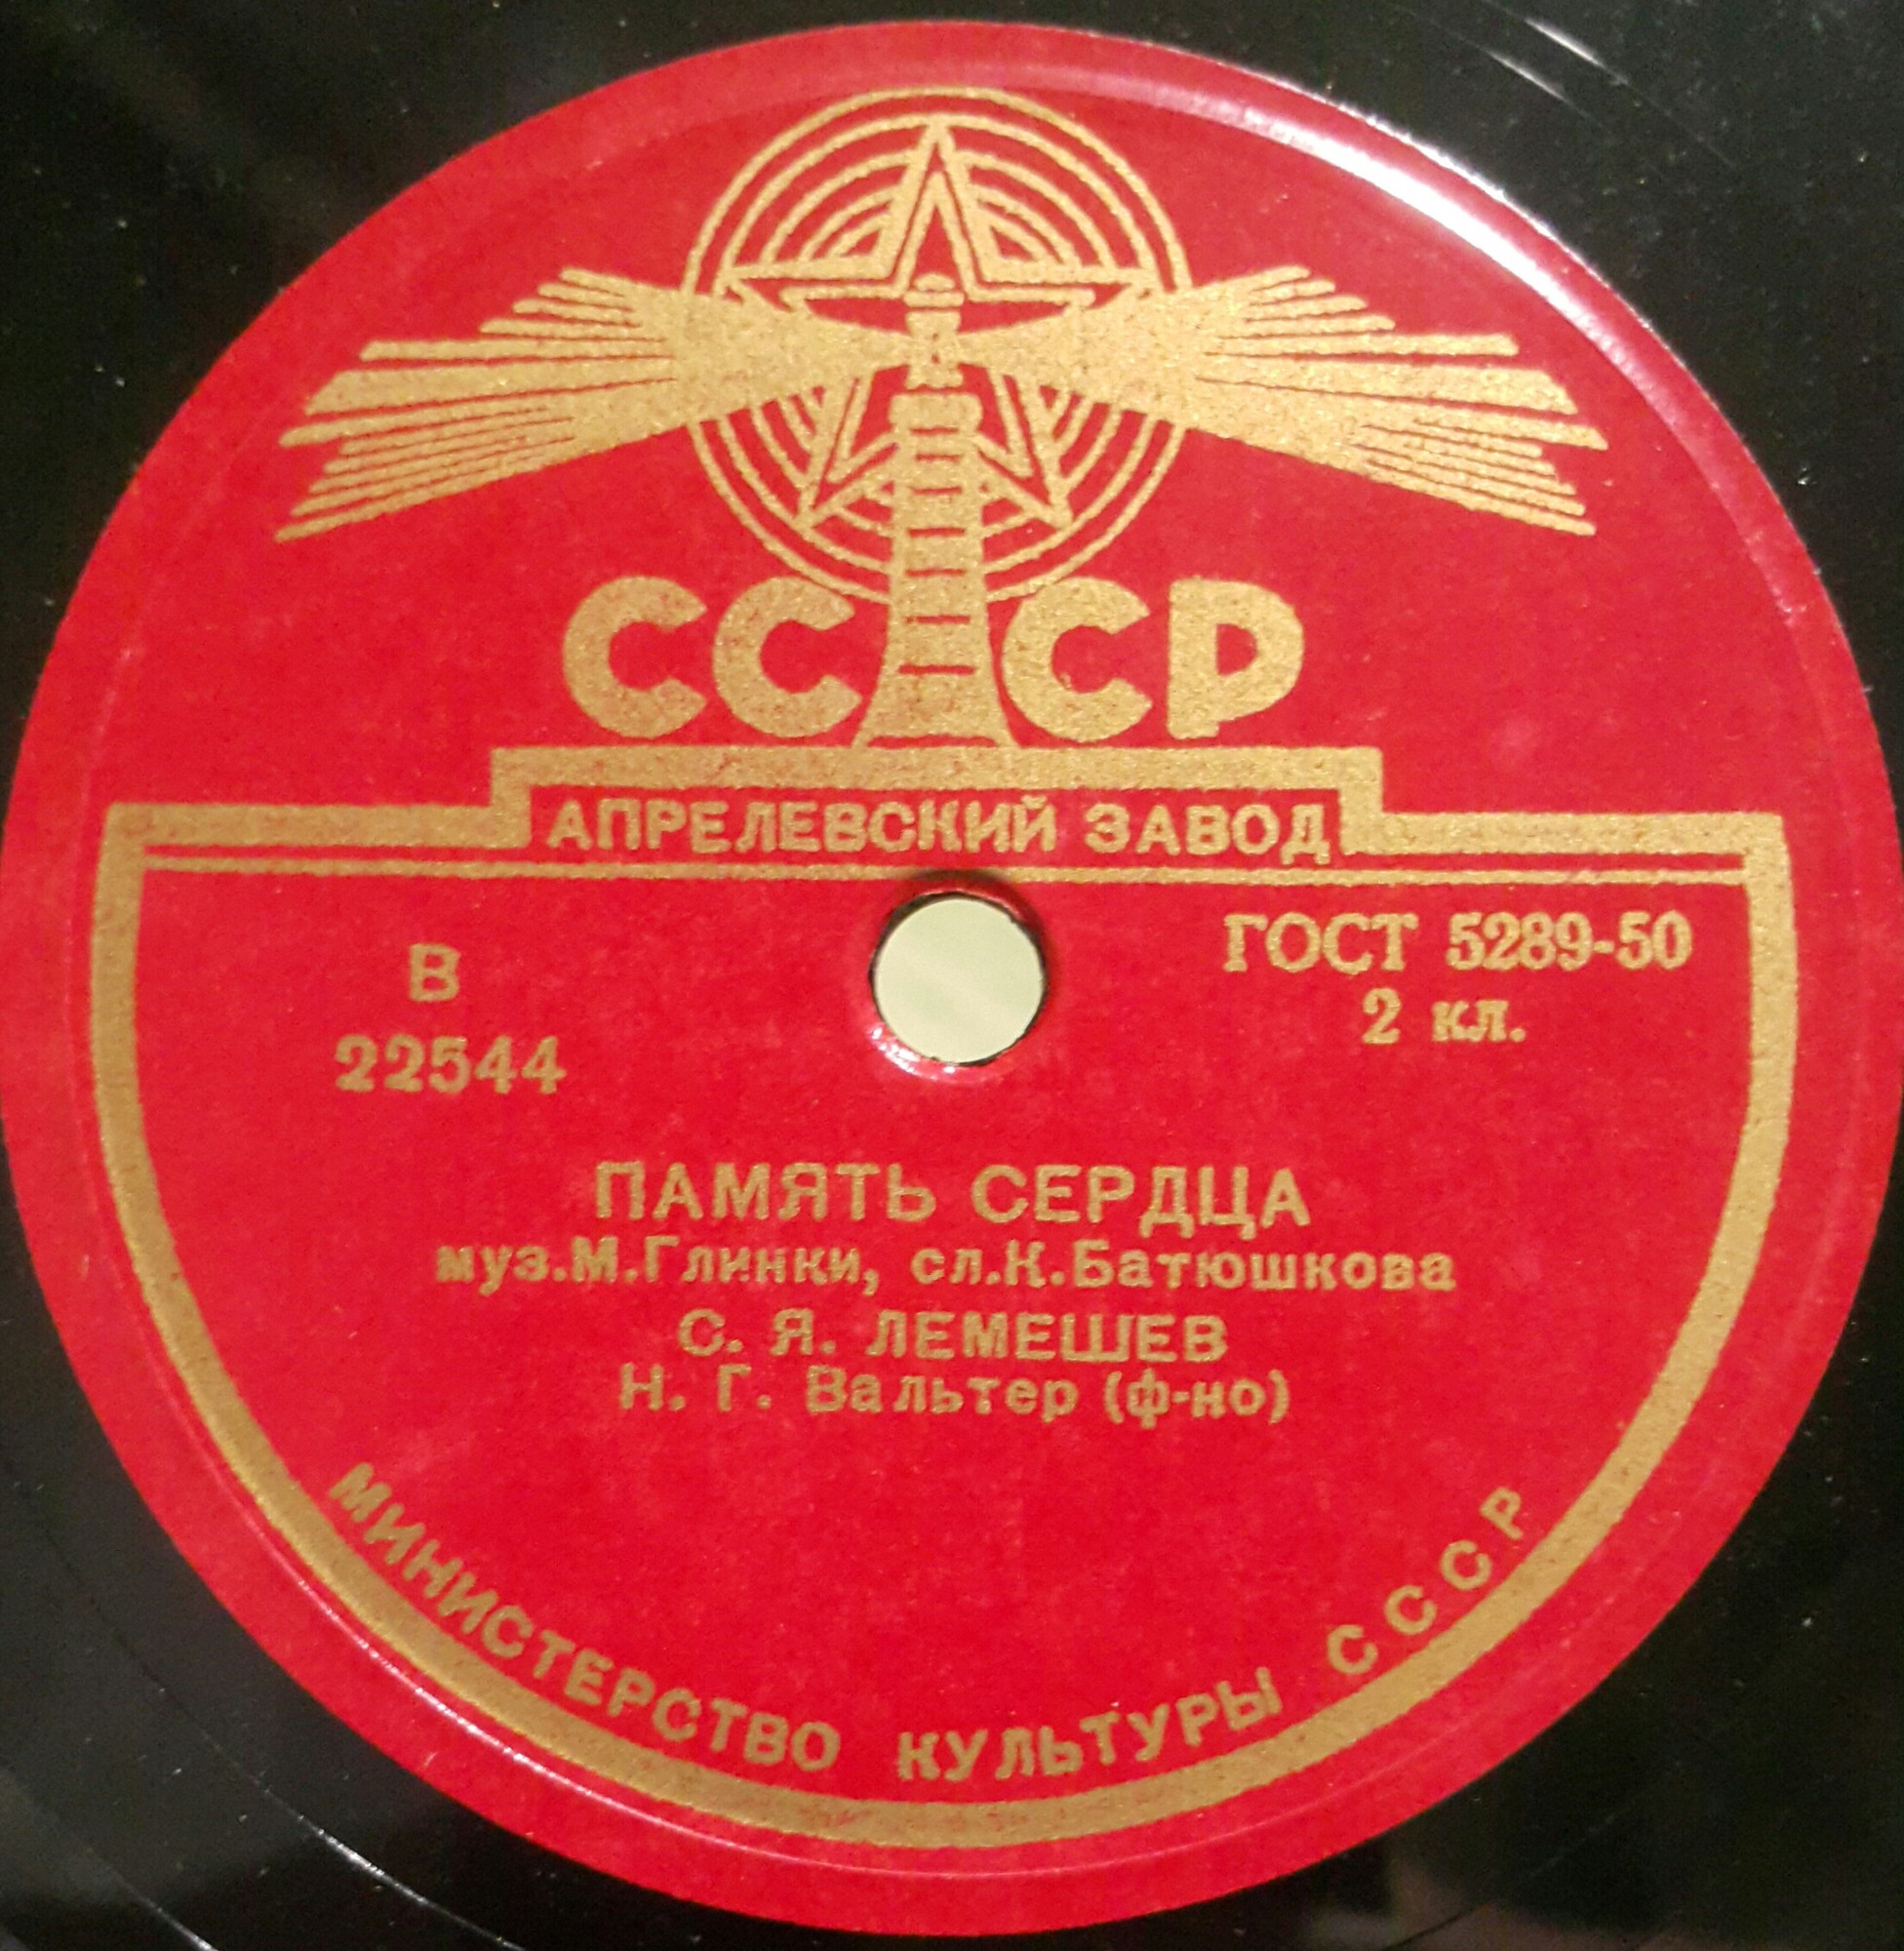 СССР
АПРЕЛЕВСКИЙ ЗАВОД
В
22544
ГОСТ 5289-50
2 кл.
ПАМЯТЬ СЕРДЦА
муз.М.Глинки, сл.К.Батюшкова
С. Я. ЛЕМЕШЕВ
Н. Г. Вальтер (ф-но)
МИНИСТЕРСТВО КУЛЬТУРЫ СССР